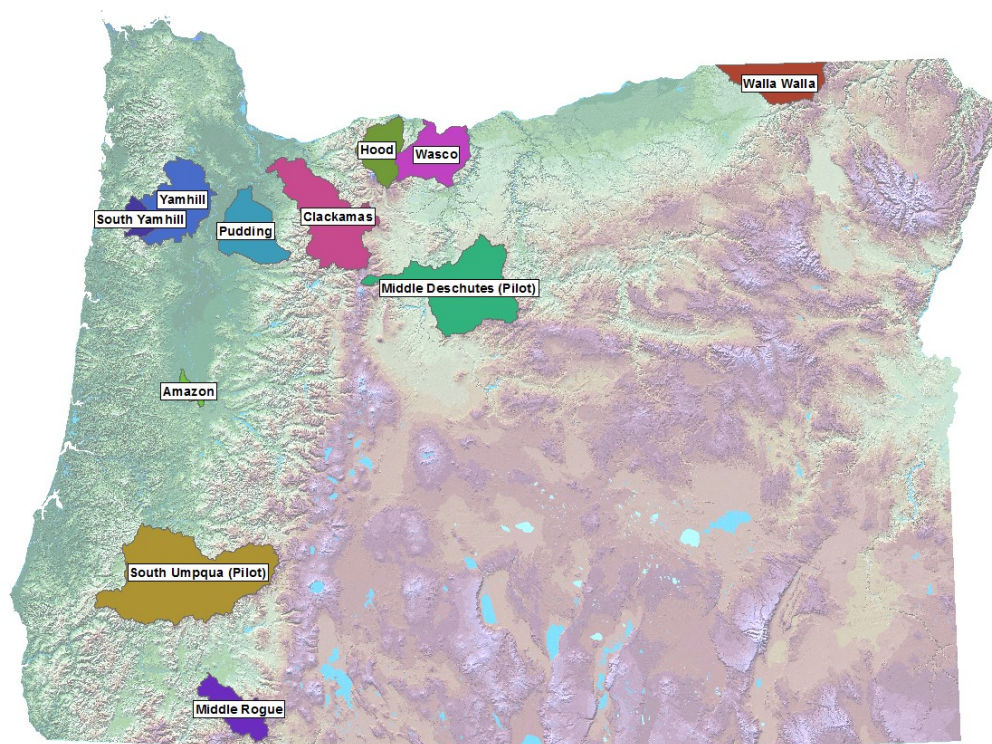 Walla Walla
Hood
Wasco
Yamhill
South Yamhill
Clackamas
Pudding
Middle Deschutes (Pilot)
Amazon
South Umpqua (Pilot)
Middle Rogue